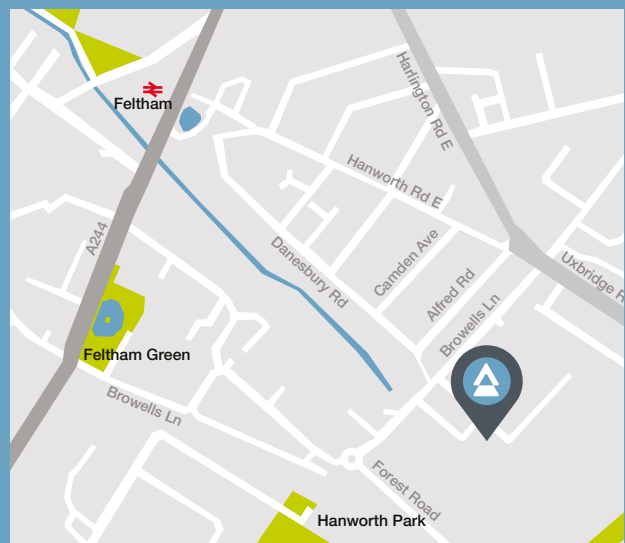 Feltham
Harlington Rd E
Hanworth Rd E
A244
Danesbury Rd
Camden Ave
Uxbridge R
Alfred Rd
Browells Ln
Feltham Green
Browells Ln
Forest Road
Hanworth Park